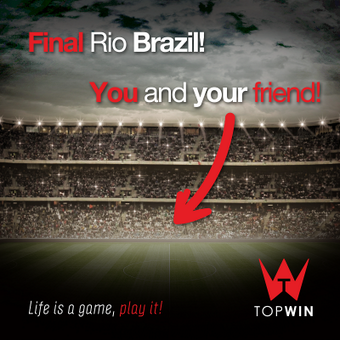 Final Rio Brazil!
You and your friend!
Life is a game, play it!
T
TOPWIN